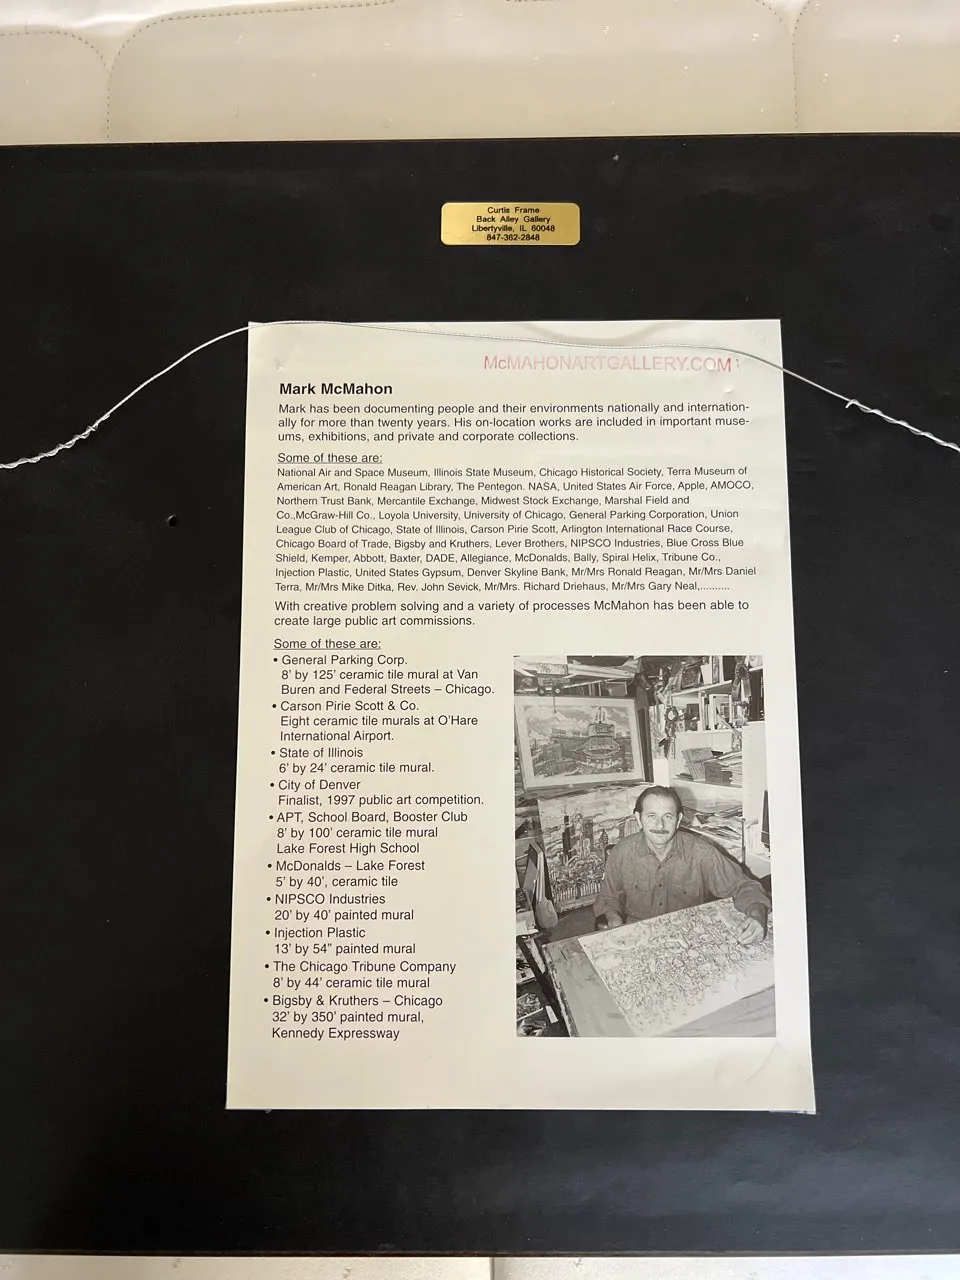 Curtis Frame
Back Alley Gallery
Libertyville, IL 60048
847-362-2848
McMAHONARTGALLERY.COM
Mark McMahon
Mark has been documenting people and their environments nationally and internation-
ally for more than twenty years. His on-location works are included in important muse-
ums, exhibitions, and private and corporate collections.
Some of these are:
National Air and Space Museum, Illinois State Museum, Chicago Historical Society, Terra Museum of
American Art, Ronald Reagan Library, The Pentegon. NASA, United States Air Force, Apple, AMOCO,
Northern Trust Bank, Mercantile Exchange, Midwest Stock Exchange, Marshal Field and
Co.,McGraw-Hill Co., Loyola University, University of Chicago, General Parking Corporation, Union
League Club of Chicago, State of Illinois, Carson Pirie Scott, Arlington International Race Course,
Chicago Board of Trade, Bigsby and Kruthers, Lever Brothers, NIPSCO Industries, Blue Cross Blue
Shield, Kemper, Abbott, Baxter, DADE, Allegiance, McDonalds, Bally, Spiral Helix, Tribune Co.,
Injection Plastic, United States Gypsum, Denver Skyline Bank, Mr/Mrs Ronald Reagan, Mr/Mrs Daniel
Terra, Mr/Mrs Mike Ditka, Rev. John Sevick, Mr/Mrs. Richard Driehaus, Mr/Mrs Gary Neal,..........
With creative problem solving and a variety of processes McMahon has been able to
create large public art commissions.
Some of these are:
• General Parking Corp.
8' by 125' ceramic tile mural at Van
Buren and Federal Streets – Chicago.
• Carson Pirie Scott & Co.
Eight ceramic tile murals at O'Hare
International Airport.
• State of Illinois
6' by 24' ceramic tile mural.
• City of Denver
Finalist, 1997 public art competition.
• APT, School Board, Booster Club
8' by 100' ceramic tile mural
Lake Forest High School
• McDonalds – Lake Forest
5' by 40', ceramic tile
• NIPSCO Industries
20' by 40' painted mural
• Injection Plastic
13' by 54" painted mural
• The Chicago Tribune Company
8' by 44' ceramic tile mural
• Bigsby & Kruthers – Chicago
32' by 350' painted mural,
Kennedy Expressway